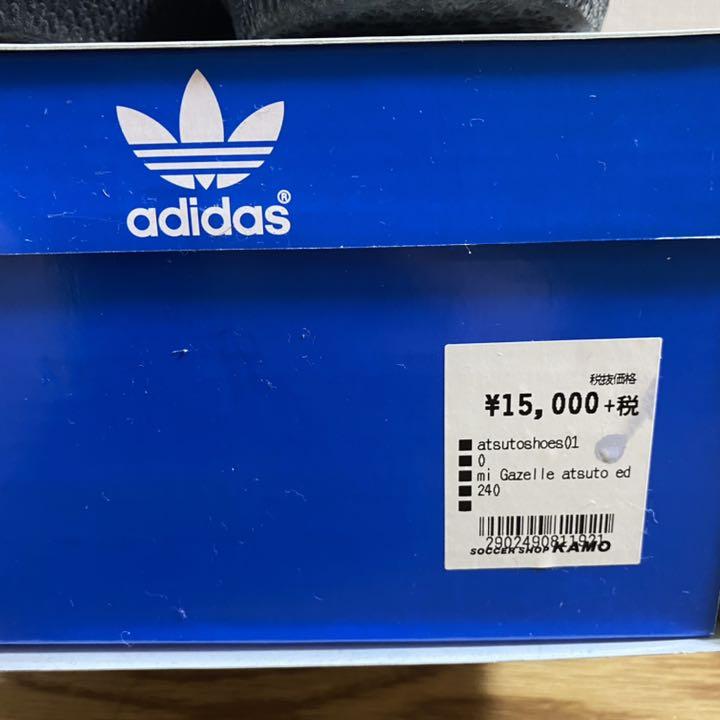 adidas®
税抜価格
¥15,000+税
atsutoshoes01
0
mi Gazelle atsuto ed
240
2902490811921
SOCCER SHOP KAMO